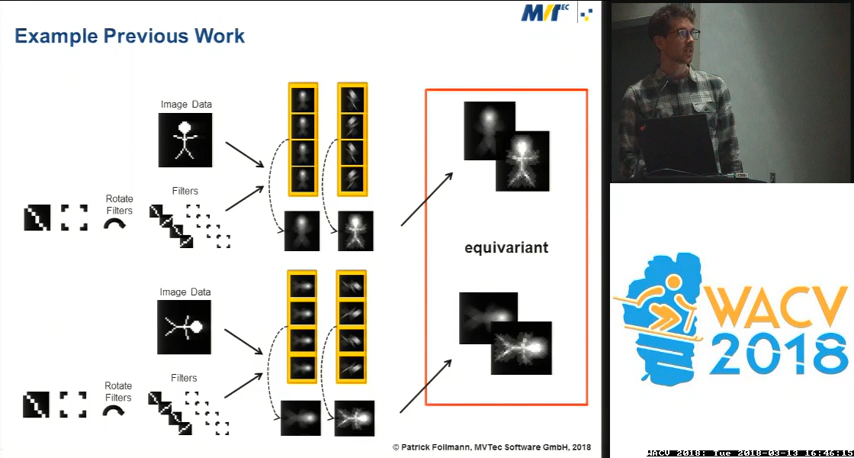 MVTEC
Example Previous Work
Image Data
Filters
Rotate
Filters
equivariant
Image Data
Filters
Rotate
Filters
© Patrick Follmann, MVTec Software GmbH, 2018
WACV
2018
WACV 2018: Tue 2018-03-13 16:46:15